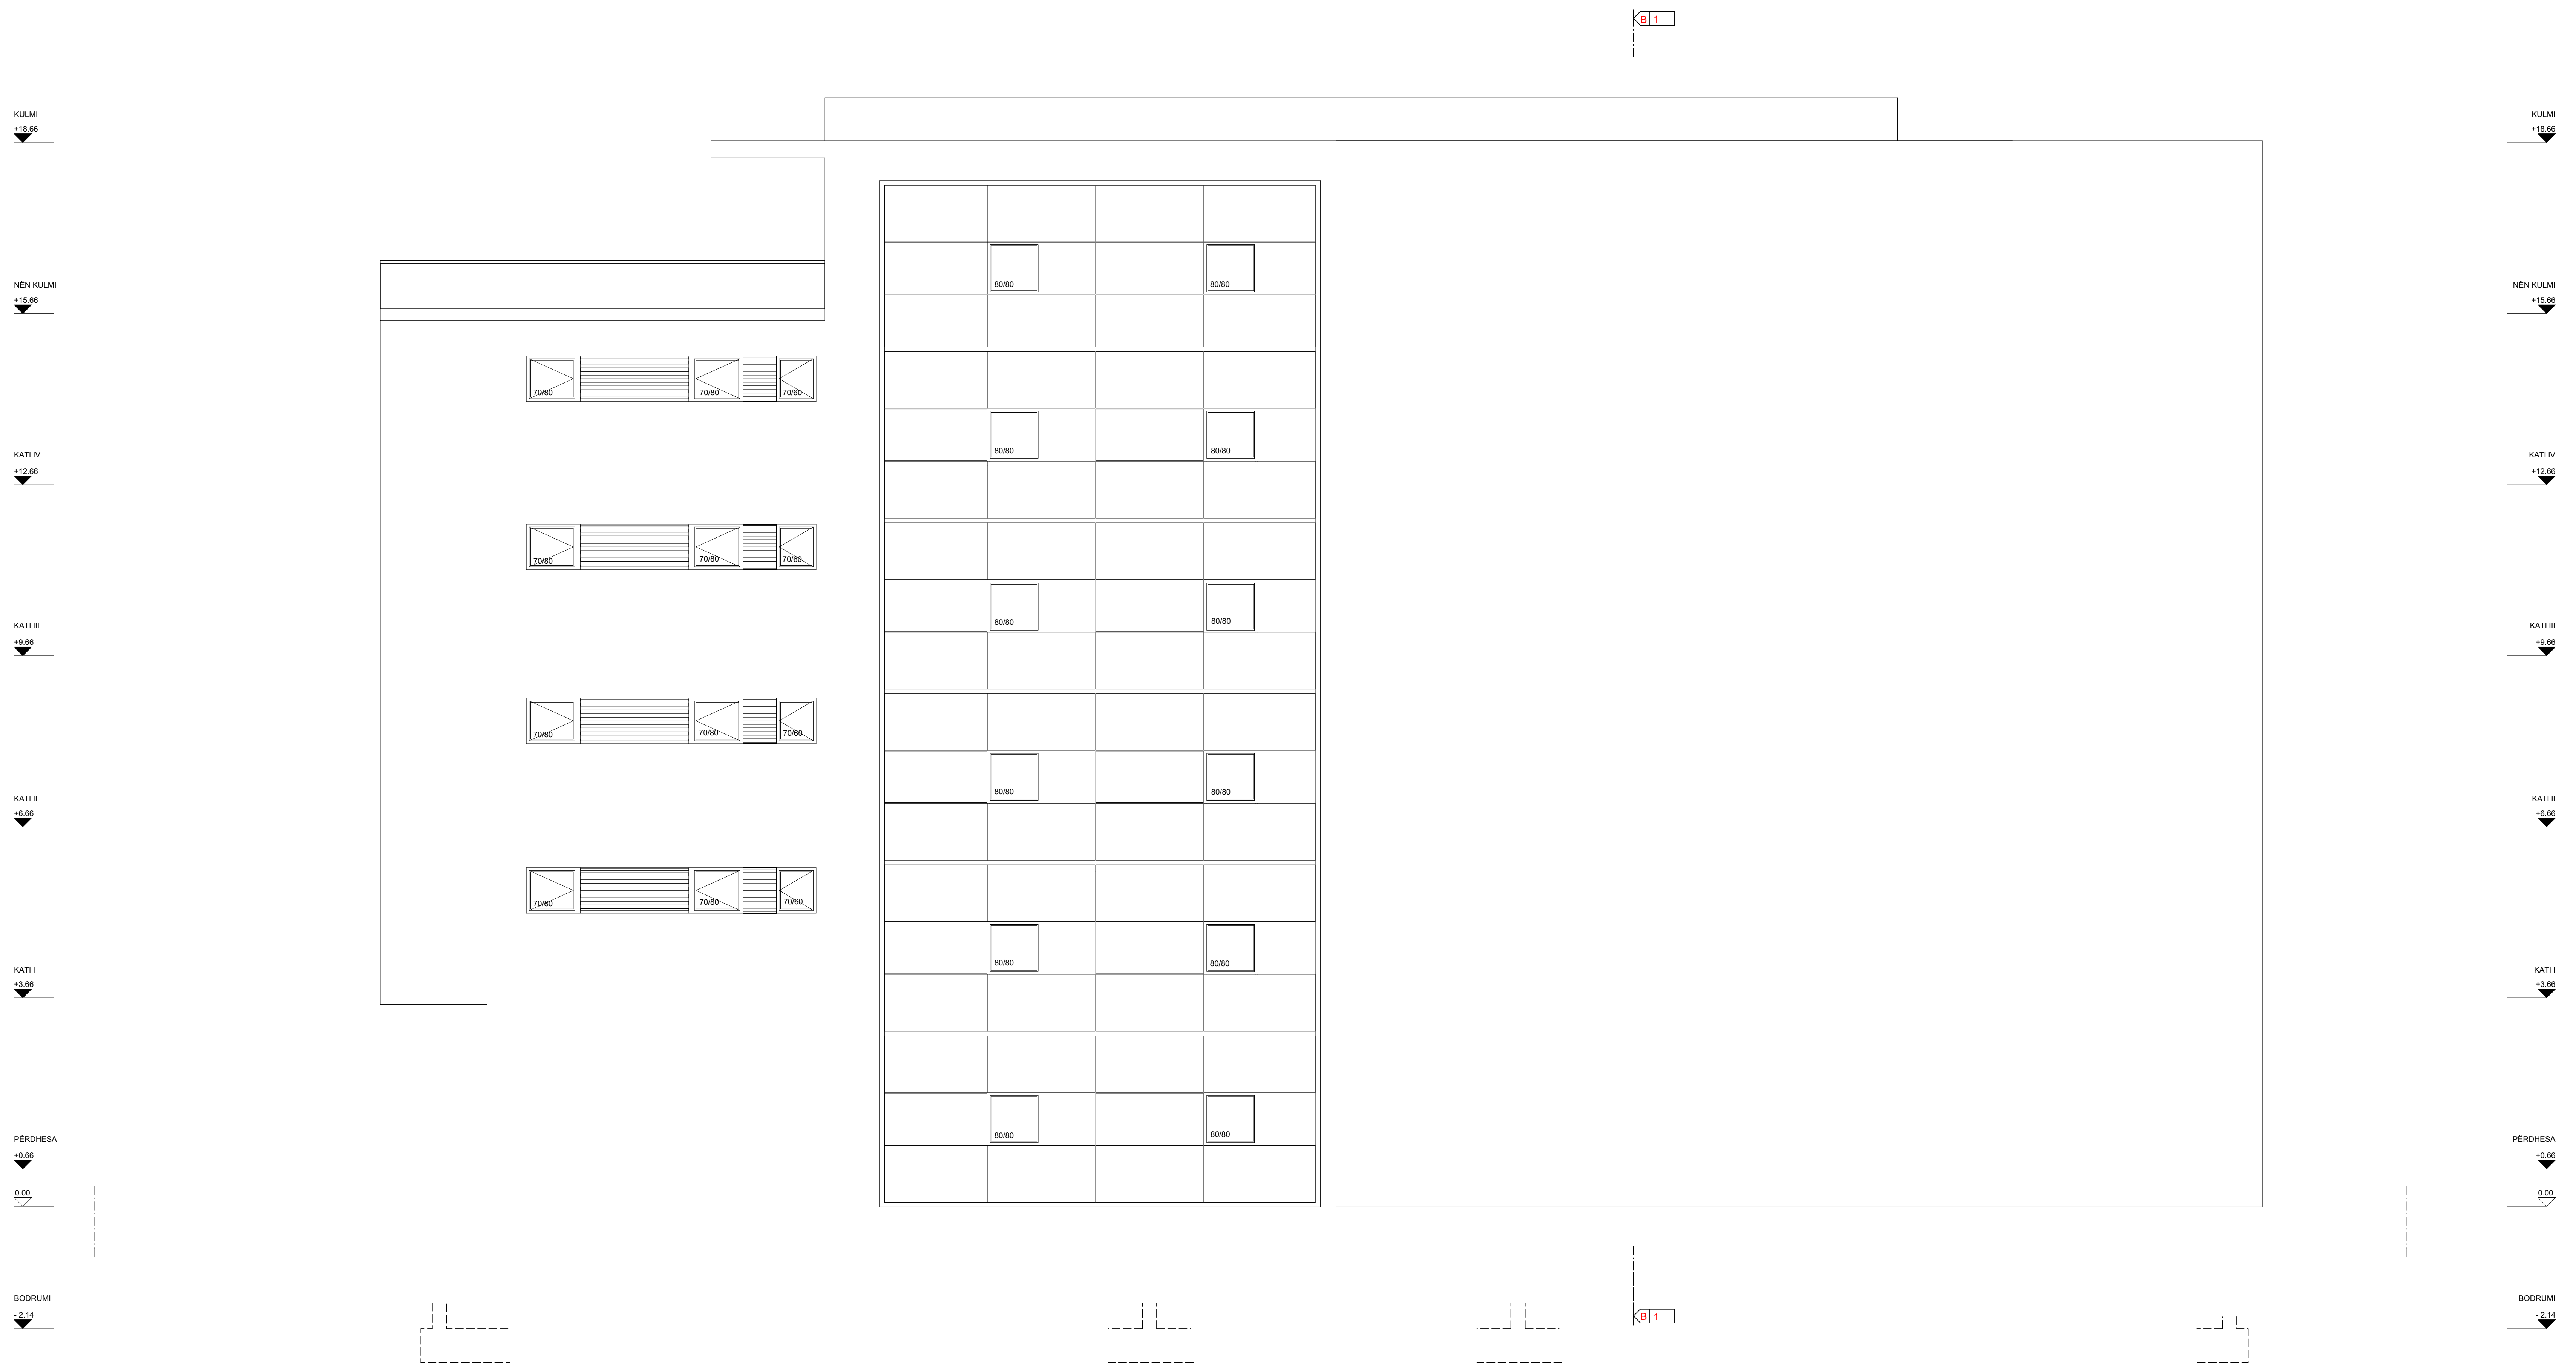 B 1
KULMI
+18.66
KULMI
+18.66
80/80
80/80
NËN KULMI
+15.66
NËN KULMI
+15.66
70/80
70/80
70/60
80/80
80/80
KATI IV
+12.66
KATI IV
+12.66
70/80
70/80
70/60
80/80
80/80
KATI III
+9.66
KATI III
+9.66
70/80
70/80
70/60
80/80
80/80
KATI II
+6.66
KATI II
+6.66
70/80
70/80
70/60
80/80
80/80
KATI I
+3.66
KATI I
+3.66
80/80
80/80
PËRDHESA
+0.66
PËRDHESA
+0.66
0.00
0.00
BODRUMI
- 2.14
B 1
BODRUMI
- 2.14